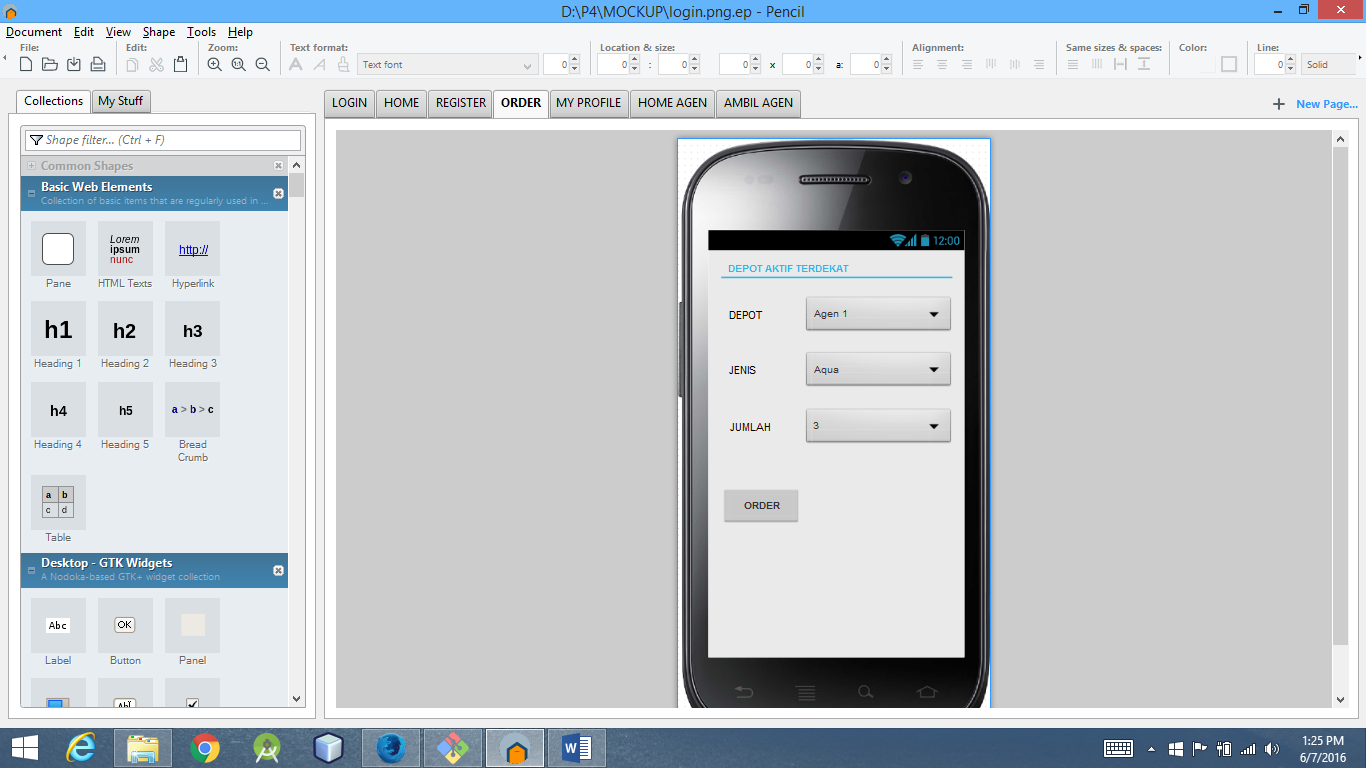 D:\P4\MOCKUP\login.png.ep - Pencil
Document Edit View Shape Tools Help
File: Edit: Zoom: Text format: Location & size: Alignment: Same sizes & spaces: Color: Line:
1:1 A A Text font 0 0 : 0 0 x 0 a: 0 0 Solid
Collections My Stuff
LOGIN HOME REGISTER ORDER MY PROFILE HOME AGEN AMBIL AGEN
New Page...
Shape filter... (Ctrl + F)
Common Shapes
Basic Web Elements
Collection of basic items that are regularly used in ...
Lorem
ipsum
nunc
http://
Pane HTML Texts Hyperlink
h1 h2 h3
Heading 1 Heading 2 Heading 3
h4 h5 a > b > c
Heading 4 Heading 5 Bread
Crumb
a b
c d
Table
Desktop - GTK Widgets
A Nodoka-based GTK+ widget collection
Abc OK
Label Button Panel
AbI
12:00
DEPOT AKTIF TERDEKAT
DEPOT Agen 1
JENIS Aqua
JUMLAH 3
ORDER
1:25 PM
6/7/2016